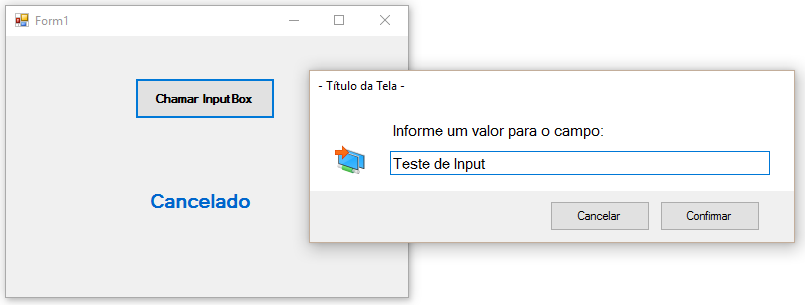 Form1
Chamar InputBox
Cancelado
- Título da Tela -
Informe um valor para o campo:
Teste de Input
Cancelar
Confirmar